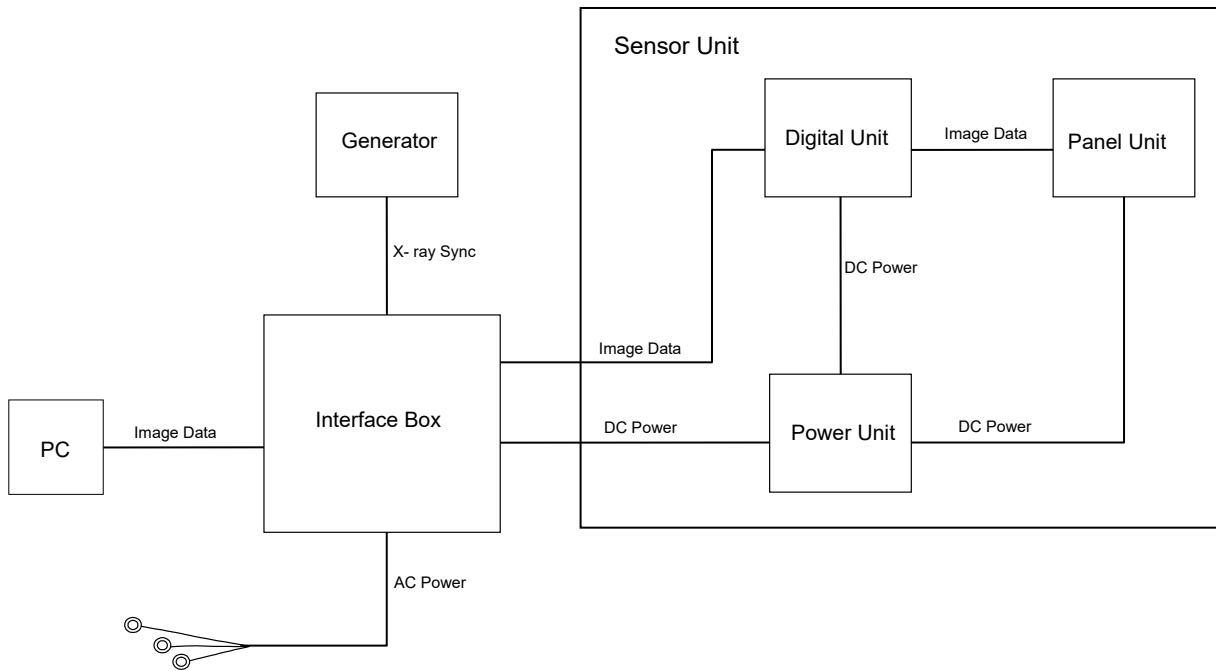 Sensor Unit
Generator
Digital Unit
Image Data
Panel Unit
X- ray Sync
DC Power
Image Data
PC
Image Data
Interface Box
DC Power
Power Unit
DC Power
AC Power